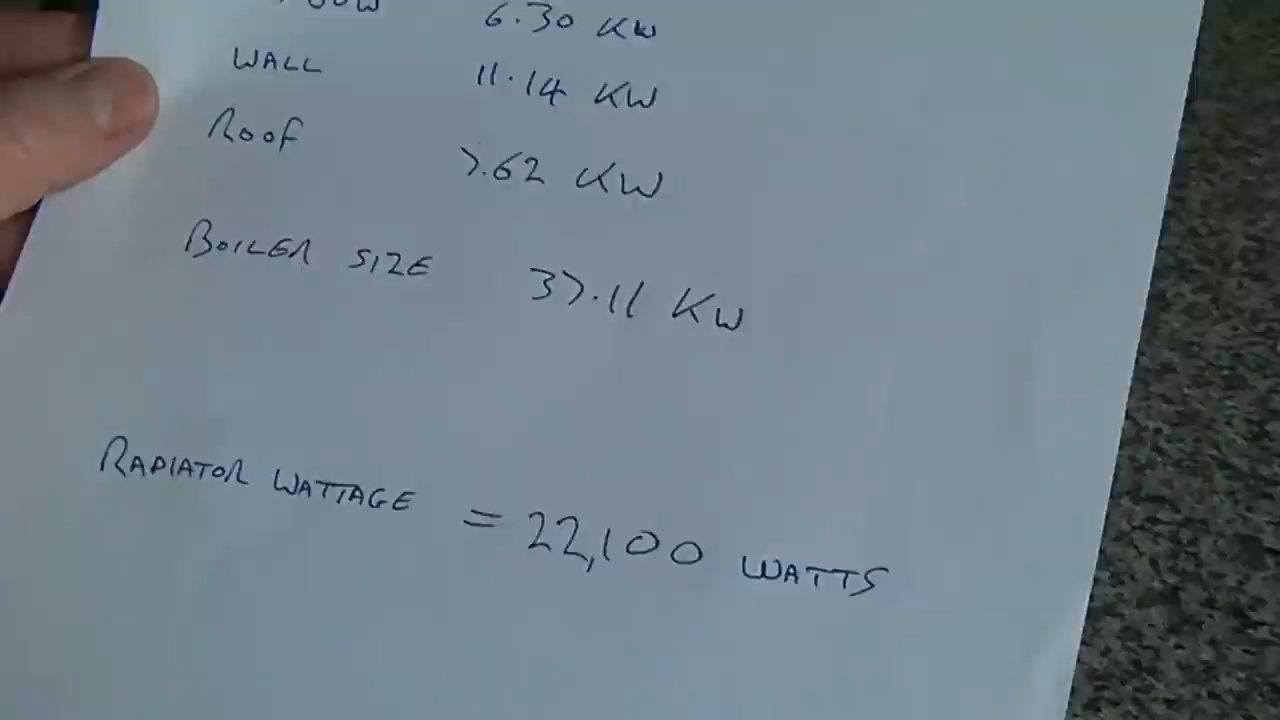 6.30 KW
WALL 11.14 KW
ROOF 7.62 KW
BOILER SIZE 37.11 KW
RADIATOR WATTAGE = 22,100 WATTS